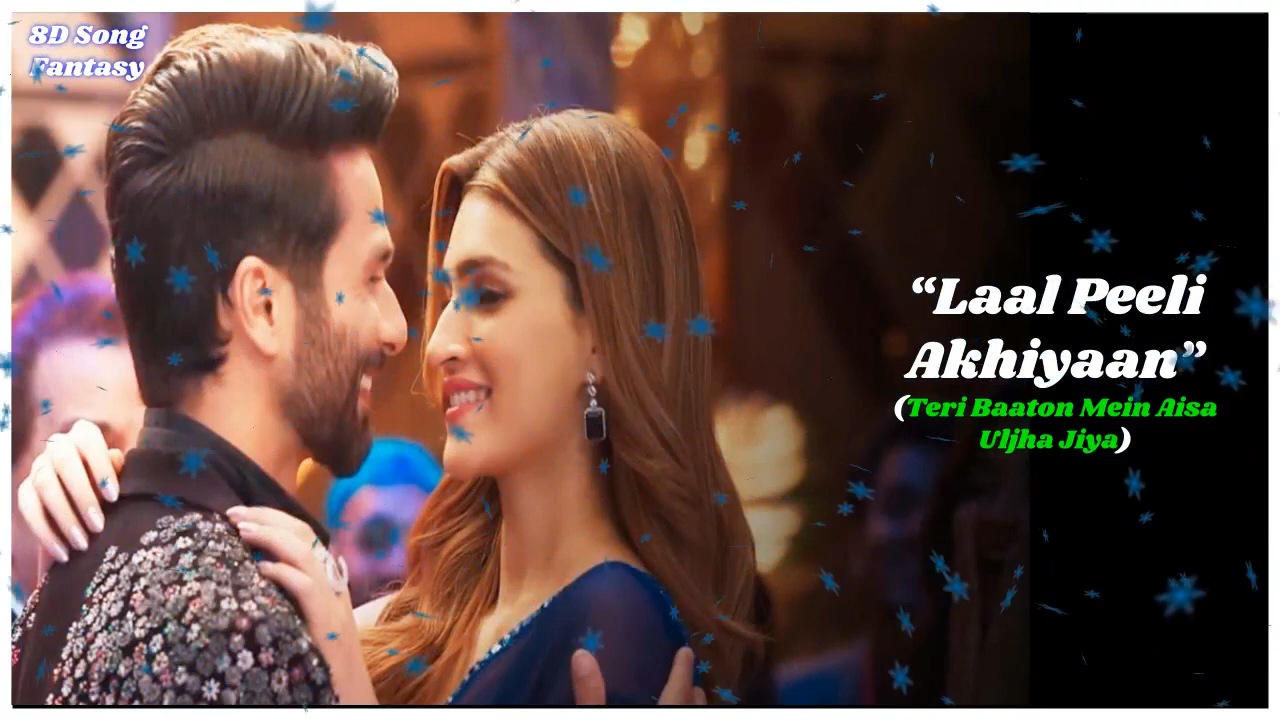 8D Song
Fantasy
“Laal Peeli
Akhiyaan”
(Teri Baaton Mein Aisa
Uljha Jiya)